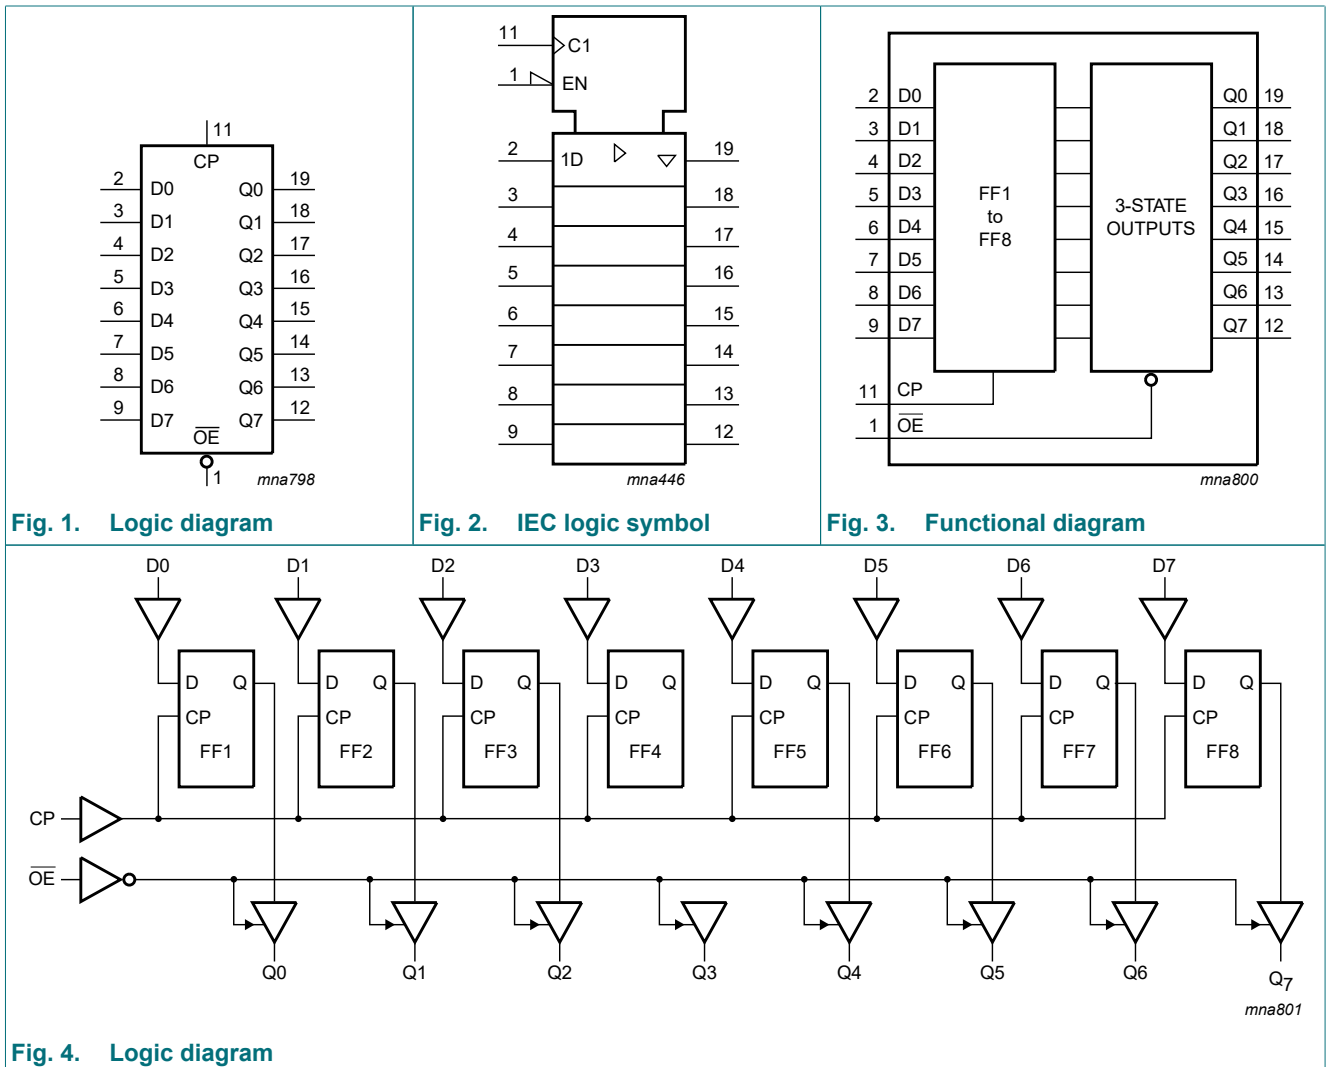 11
CP
2 D0 Q0 19
3 D1 Q1 18
4 D2 Q2 17
5 D3 Q3 16
6 D4 Q4 15
7 D5 Q5 14
8 D6 Q6 13
9 D7 Q7 12
OE
1
mna798
Fig. 1. Logic diagram
11 C1
1 EN
2 1D 19
3 18
4 17
5 16
6 15
7 14
8 13
9 12
mna446
Fig. 2. IEC logic symbol
2 D0 Q0 19
3 D1 Q1 18
4 D2 Q2 17
5 D3 Q3 16
6 D4 Q4 15
7 D5 Q5 14
8 D6 Q6 13
9 D7 Q7 12
FF1
to
FF8
3-STATE
OUTPUTS
11 CP
1 OE
mna800
Fig. 3. Functional diagram
D0 D1 D2 D3 D4 D5 D6 D7
D Q D Q D Q D Q D Q D Q D Q D Q
CP CP CP CP CP CP CP CP
FF1 FF2 FF3 FF4 FF5 FF6 FF7 FF8
CP
OE
Q0 Q1 Q2 Q3 Q4 Q5 Q6 Q7
mna801
Fig. 4. Logic diagram